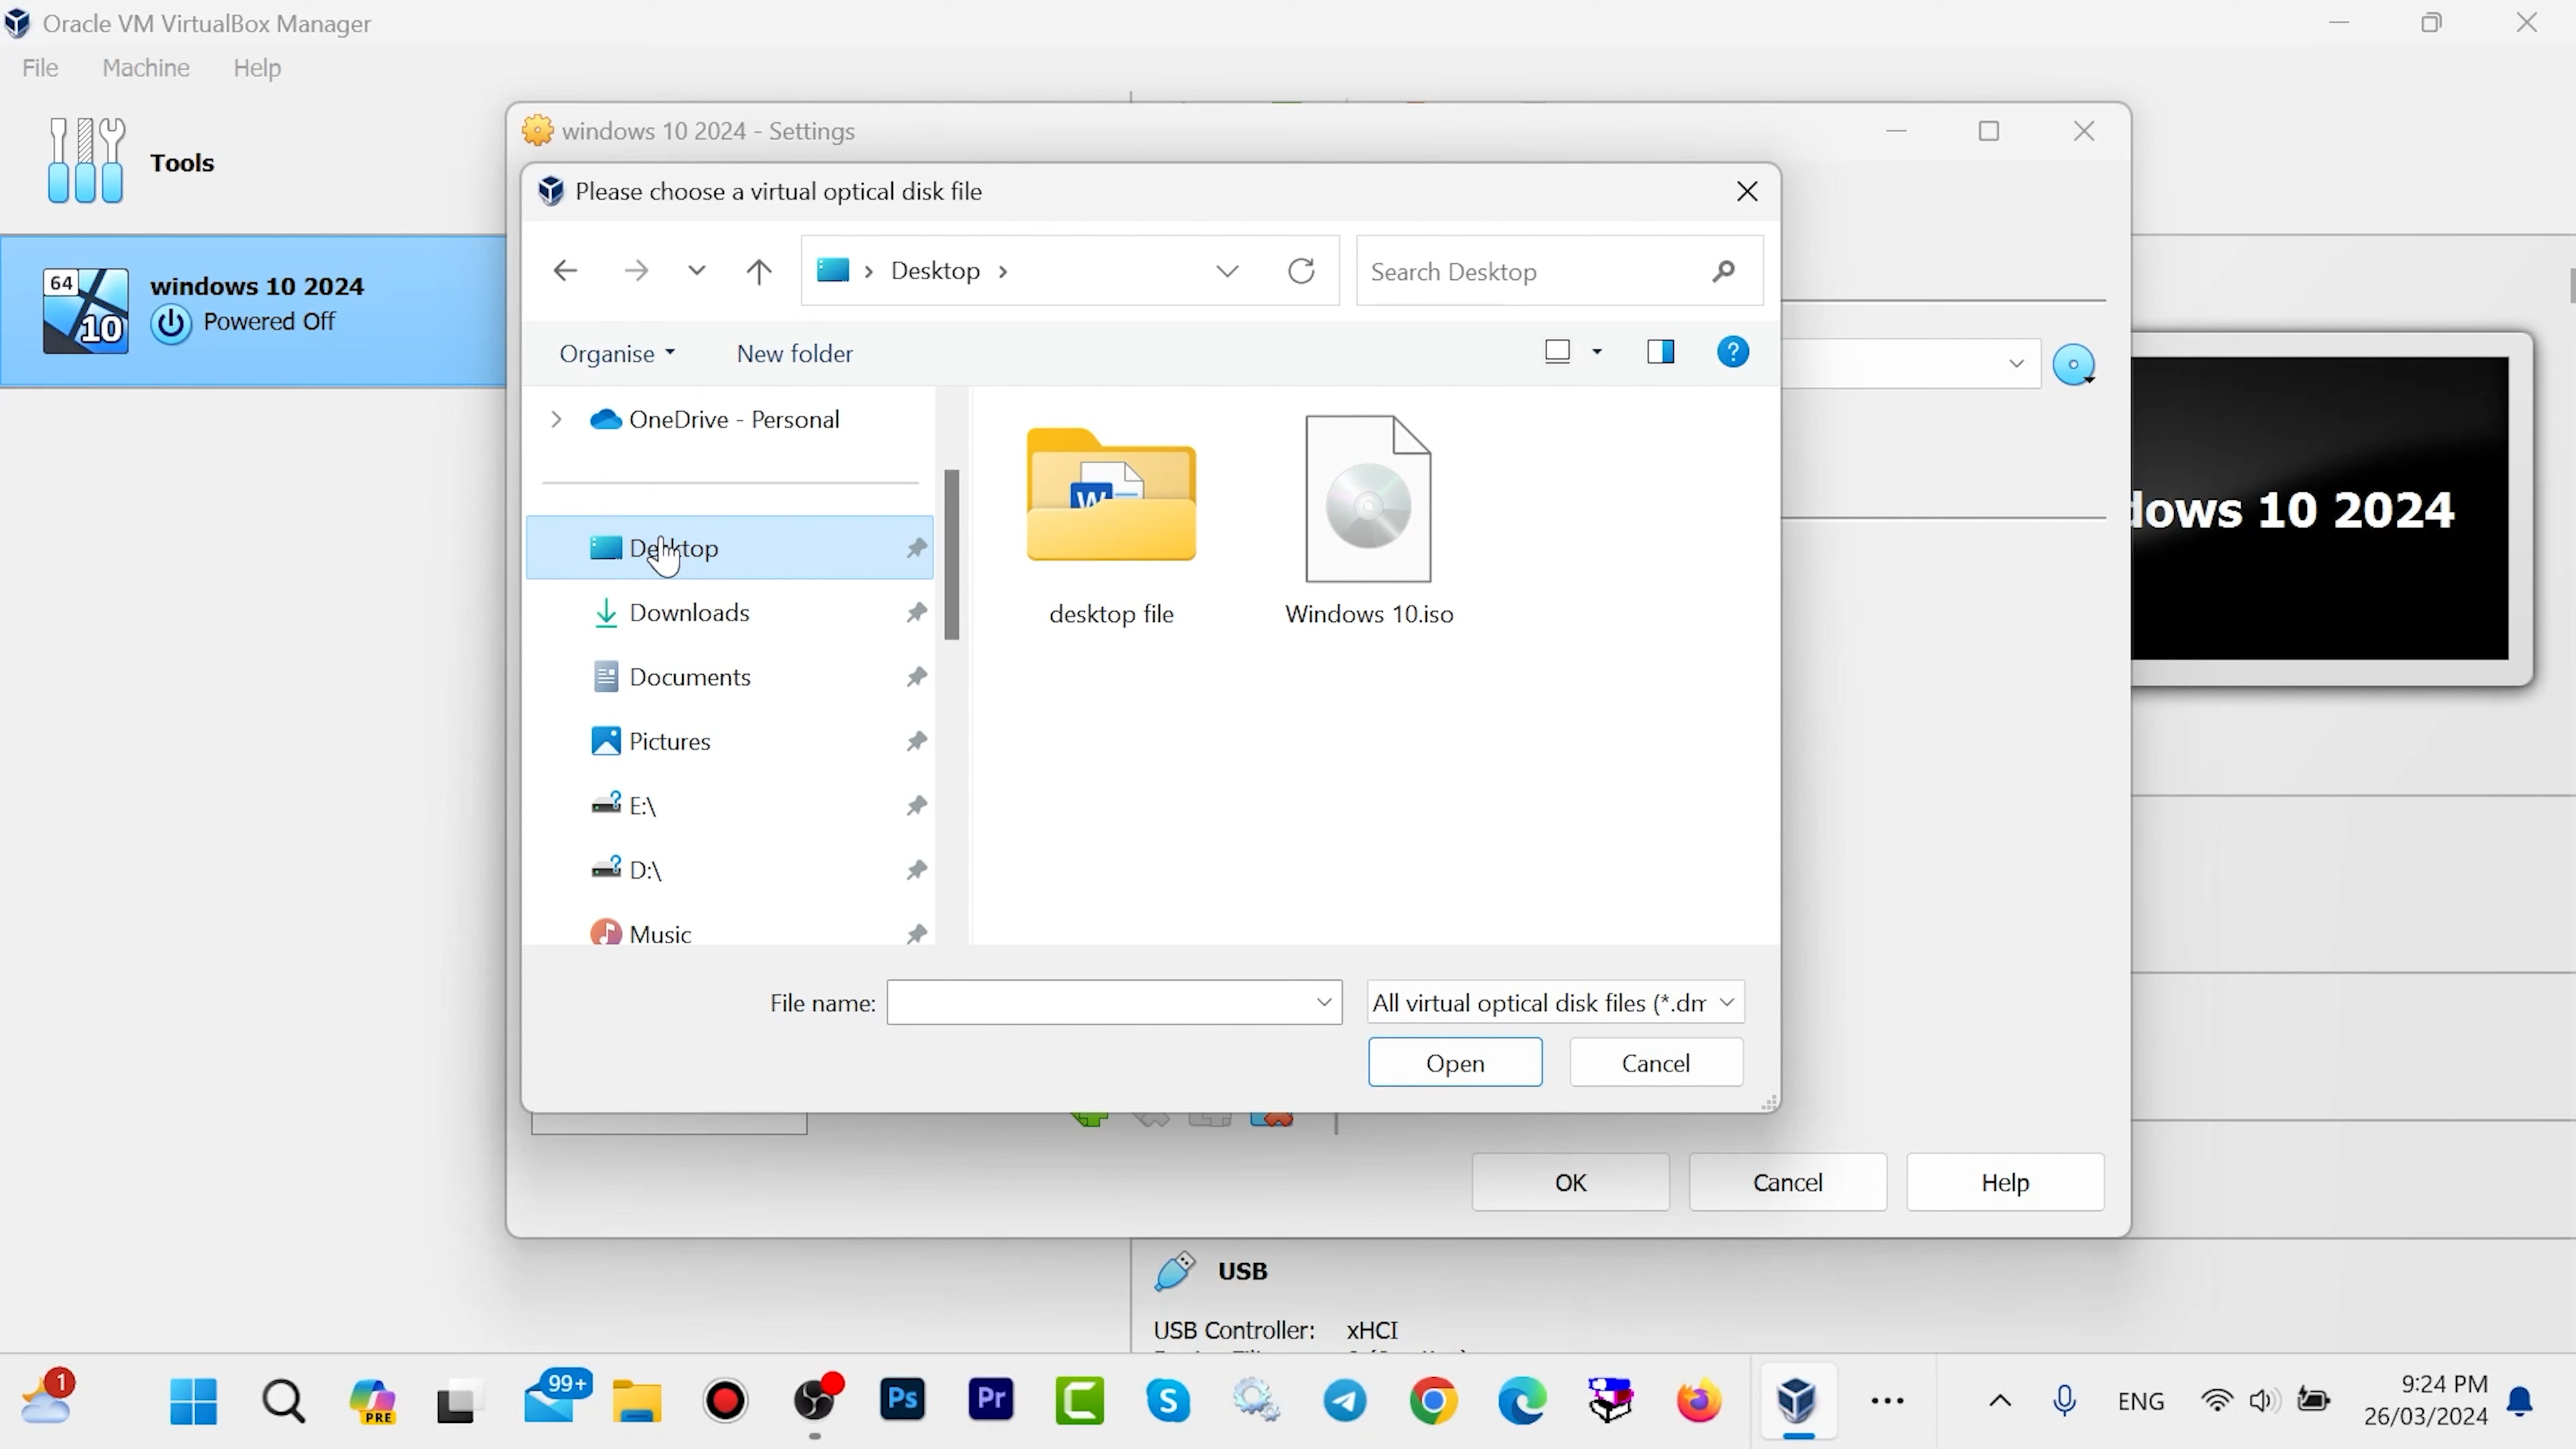 Oracle VM VirtualBox Manager
File Machine Help
Tools
windows 10 2024
Powered Off
64
10
windows 10 2024 - Settings
Please choose a virtual optical disk file
Desktop
Search Desktop
Organise
New folder
?
OneDrive - Personal
Desktop
Downloads
Documents
Pictures
E:\
D:\
Music
W
desktop file
Windows 10.iso
dows 10 2024
File name:
All virtual optical disk files (*.dm
Open
Cancel
OK
Cancel
Help
USB
USB Controller: xHCI
1
PRE
99+
Ps
Pr
ENG
9:24 PM
26/03/2024